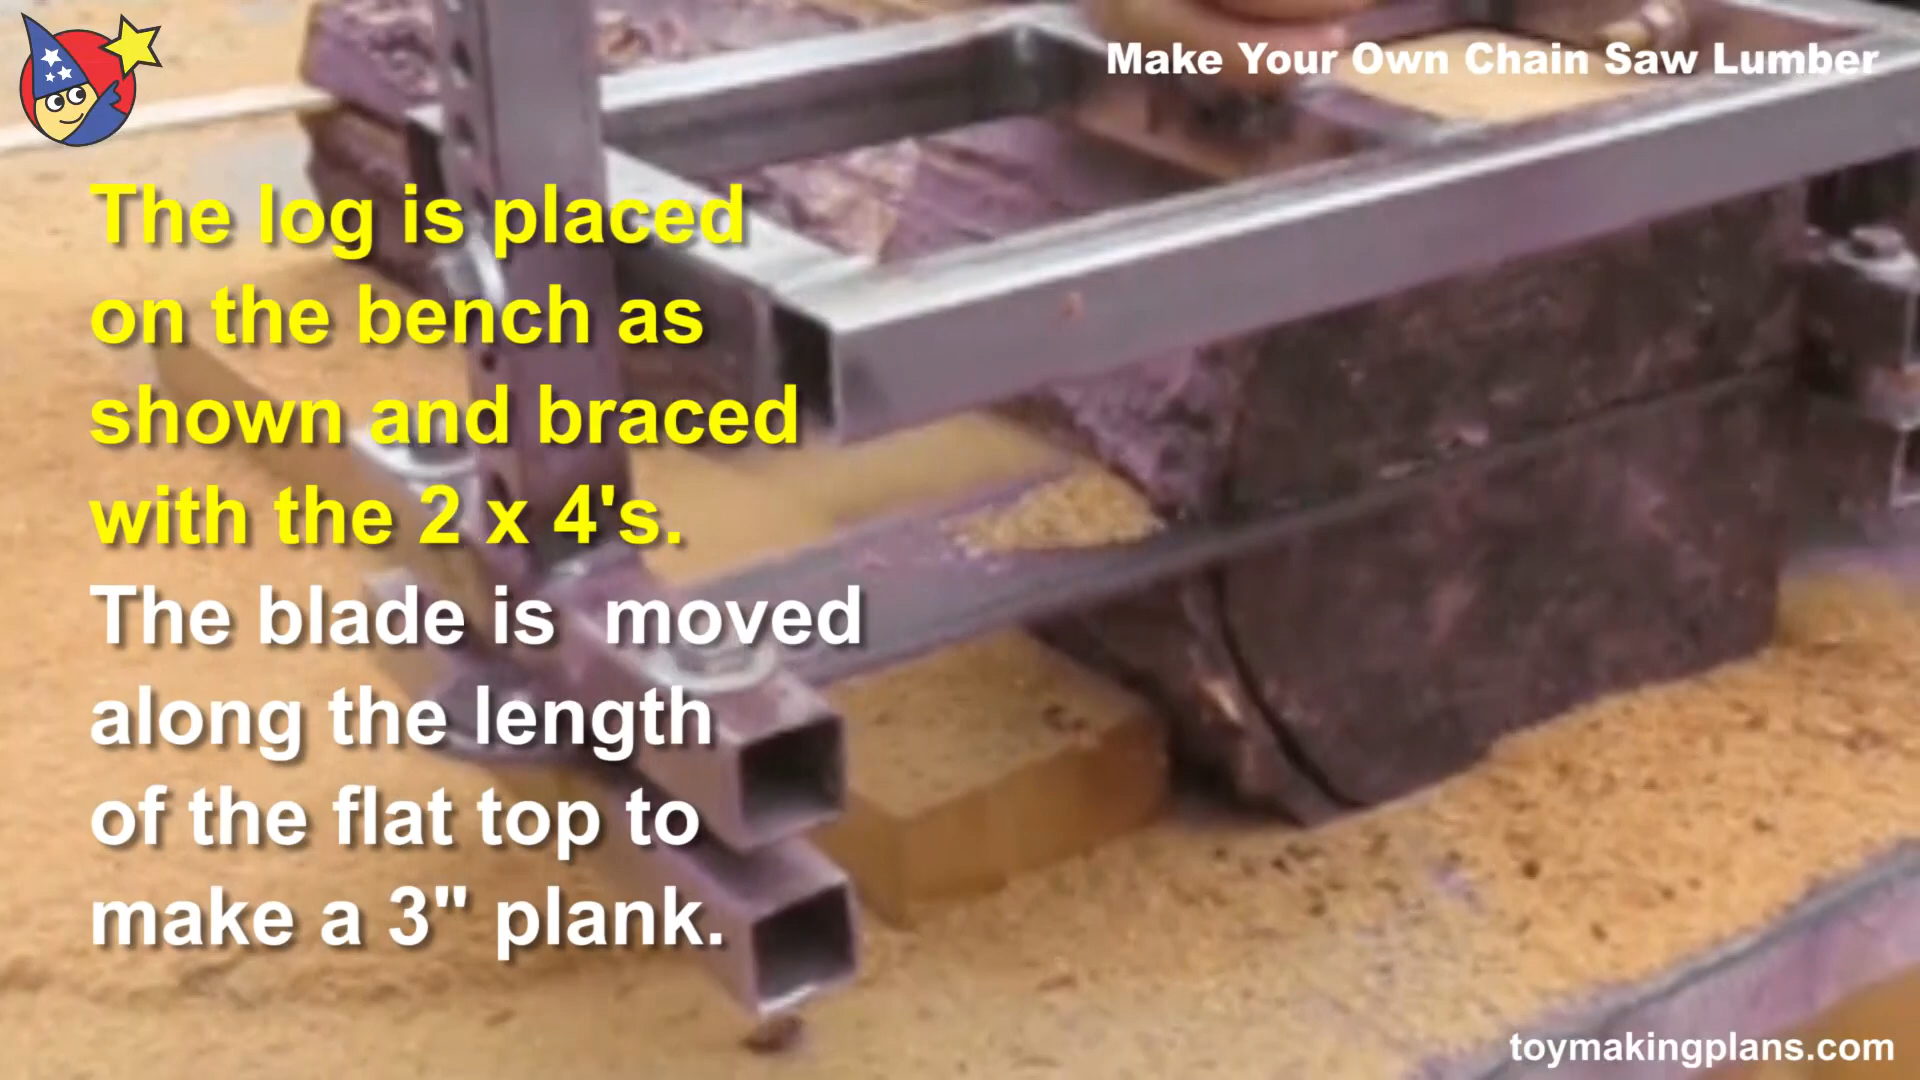 Make Your Own Chain Saw Lumber
The log is placed
on the bench as
shown and braced
with the 2 x 4's.
The blade is  moved
along the length
of the flat top to
make a 3" plank.
toymakingplans.com